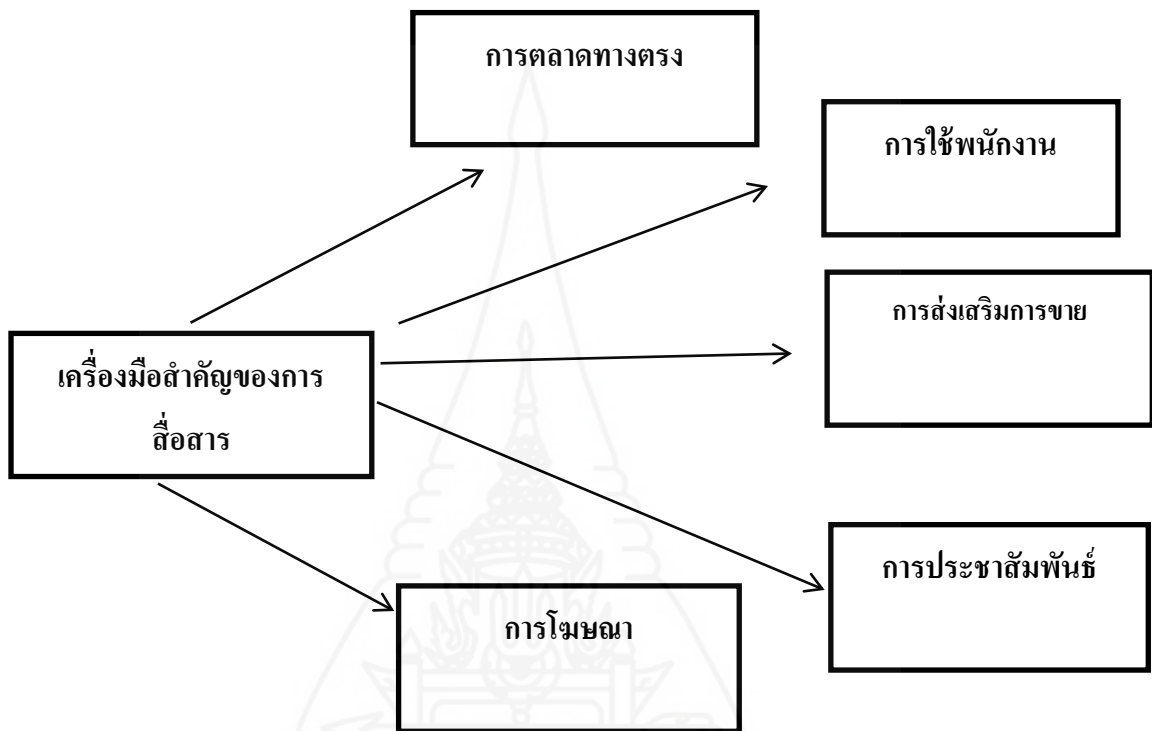 การตลาดทางตรง
การใช้พนักงาน
การส่งเสริมการขาย
เครื่องมือสำคัญของการ
สื่อสาร
การประชาสัมพันธ์
การโฆษณา